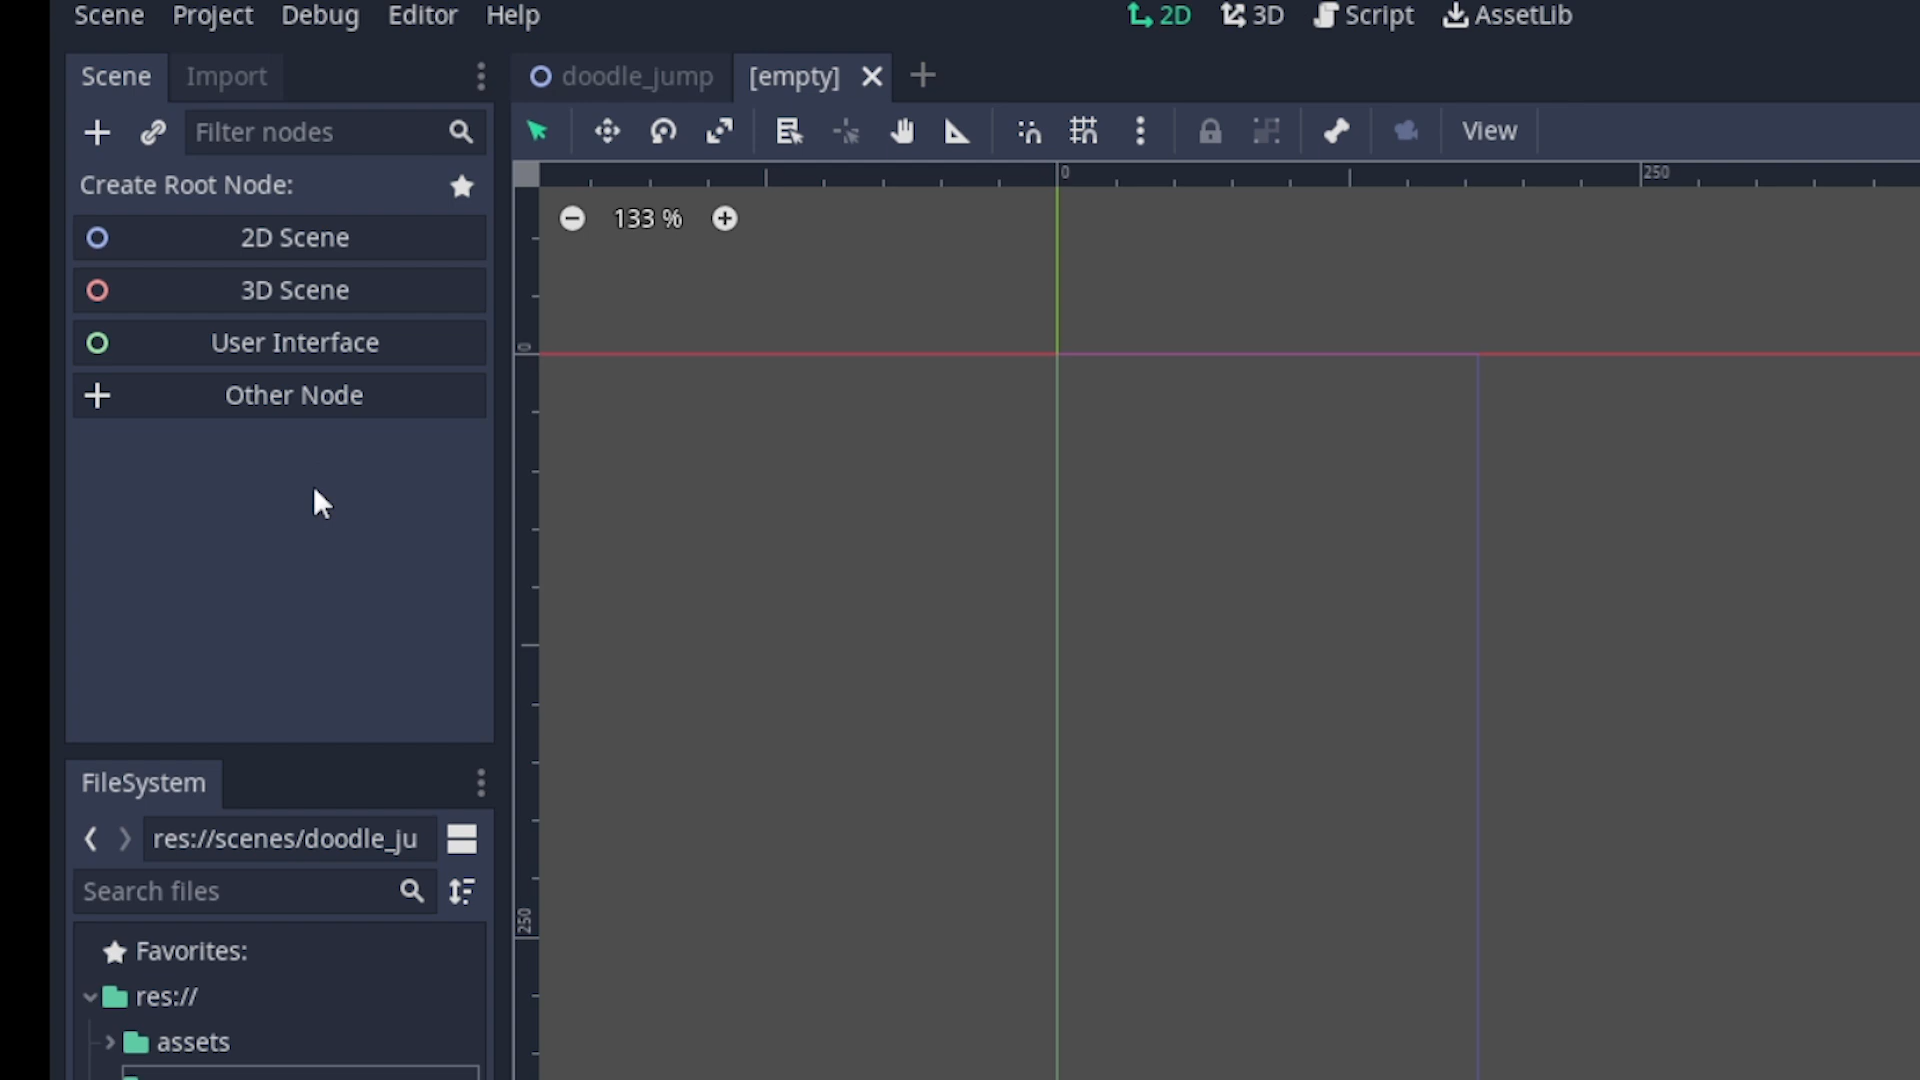 Scene Project Debug Editor Help
2D 3D Script AssetLib
Scene Import
doodle_jump [empty]
Filter nodes
View
Create Root Node:
0 250
133 %
2D Scene
3D Scene
User Interface
0
Other Node
FileSystem
res://scenes/doodle_ju
Search files
250
Favorites:
res://
assets